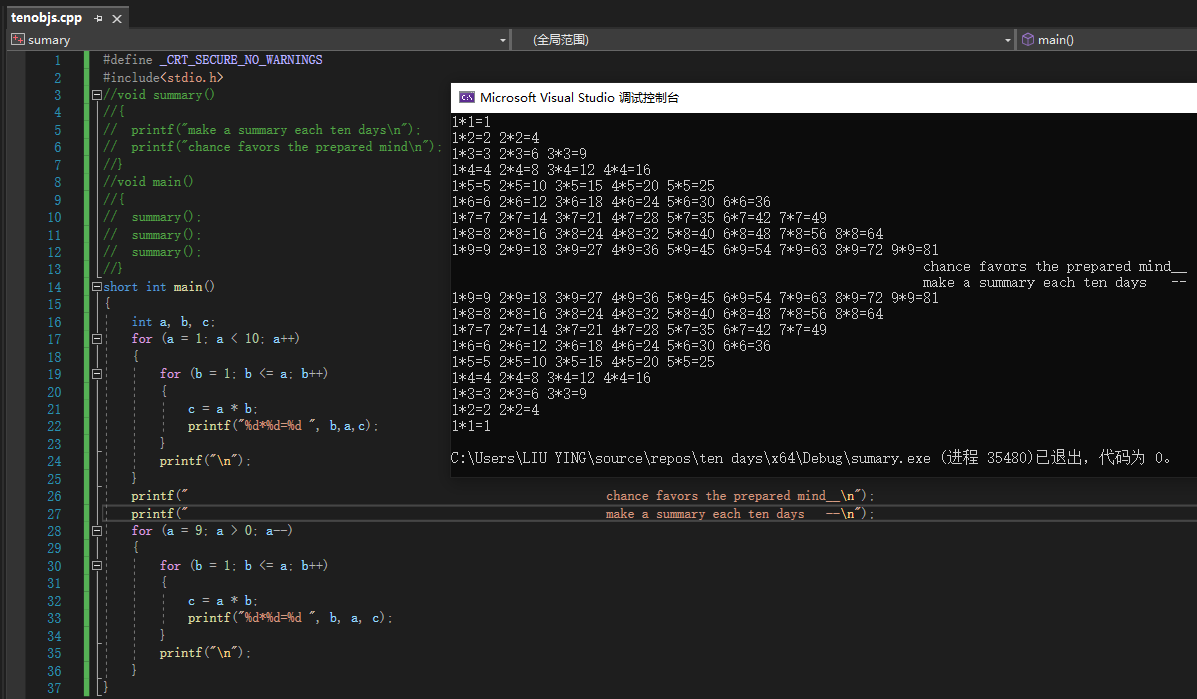 tenobjs.cpp
sumary (全局范围) main()
1 #define _CRT_SECURE_NO_WARNINGS
2 #include<stdio.h>
3 //void summary()
4 //{
5 // printf("make a summary each ten days\n");
6 // printf("chance favors the prepared mind\n");
7 //}
8 //void main()
9 //{
10 // summary();
11 // summary();
12 // summary();
13 //}
14 short int main()
15 {
16 int a, b, c;
17 for (a = 1; a < 10; a++)
18 {
19 for (b = 1; b <= a; b++)
20 {
21 c = a * b;
22 printf("%d*%d=%d ", b,a,c);
23 }
24 printf("\n");
25 }
26 printf(" chance favors the prepared mind__\n");
27 printf(" make a summary each ten days --\n");
28 for (a = 9; a > 0; a--)
29 {
30 for (b = 1; b <= a; b++)
31 {
32 c = a * b;
33 printf("%d*%d=%d ", b, a, c);
34 }
35 printf("\n");
36 }
37 }
Microsoft Visual Studio 调试控制台
1*1=1
1*2=2 2*2=4
1*3=3 2*3=6 3*3=9
1*4=4 2*4=8 3*4=12 4*4=16
1*5=5 2*5=10 3*5=15 4*5=20 5*5=25
1*6=6 2*6=12 3*6=18 4*6=24 5*6=30 6*6=36
1*7=7 2*7=14 3*7=21 4*7=28 5*7=35 6*7=42 7*7=49
1*8=8 2*8=16 3*8=24 4*8=32 5*8=40 6*8=48 7*8=56 8*8=64
1*9=9 2*9=18 3*9=27 4*9=36 5*9=45 6*9=54 7*9=63 8*9=72 9*9=81
chance favors the prepared mind__
make a summary each ten days --
1*9=9 2*9=18 3*9=27 4*9=36 5*9=45 6*9=54 7*9=63 8*9=72 9*9=81
1*8=8 2*8=16 3*8=24 4*8=32 5*8=40 6*8=48 7*8=56 8*8=64
1*7=7 2*7=14 3*7=21 4*7=28 5*7=35 6*7=42 7*7=49
1*6=6 2*6=12 3*6=18 4*6=24 5*6=30 6*6=36
1*5=5 2*5=10 3*5=15 4*5=20 5*5=25
1*4=4 2*4=8 3*4=12 4*4=16
1*3=3 2*3=6 3*3=9
1*2=2 2*2=4
1*1=1
C:\Users\LIU YING\source\repos\ten days\x64\Debug\sumary.exe (进程 35480)已退出，代码为 0。